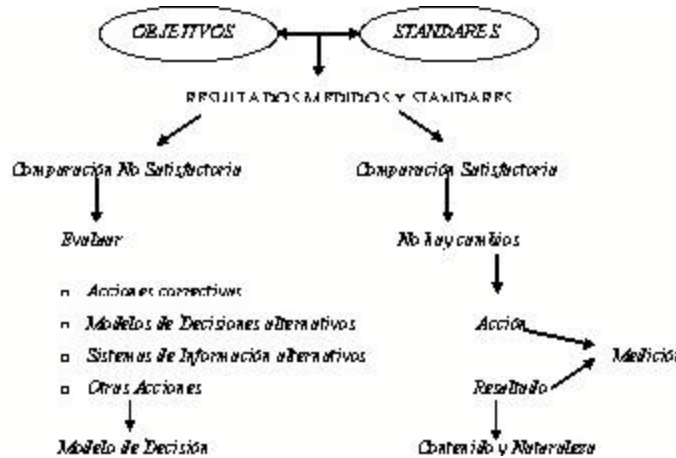 OBJETIVOS
STANDARES
RESULTADOS MEDIDOS Y STANDARES
Comparación No Satisfactoria
Comparación Satisfactoria
Evaluar
No hay cambios
Acciones correctivas
Modelos de Decisiones alternativos
Acción
Sistemas de Información alternativos
Medición
Otras Acciones
Resultado
Modelo de Decisión
Contenido y Naturaleza